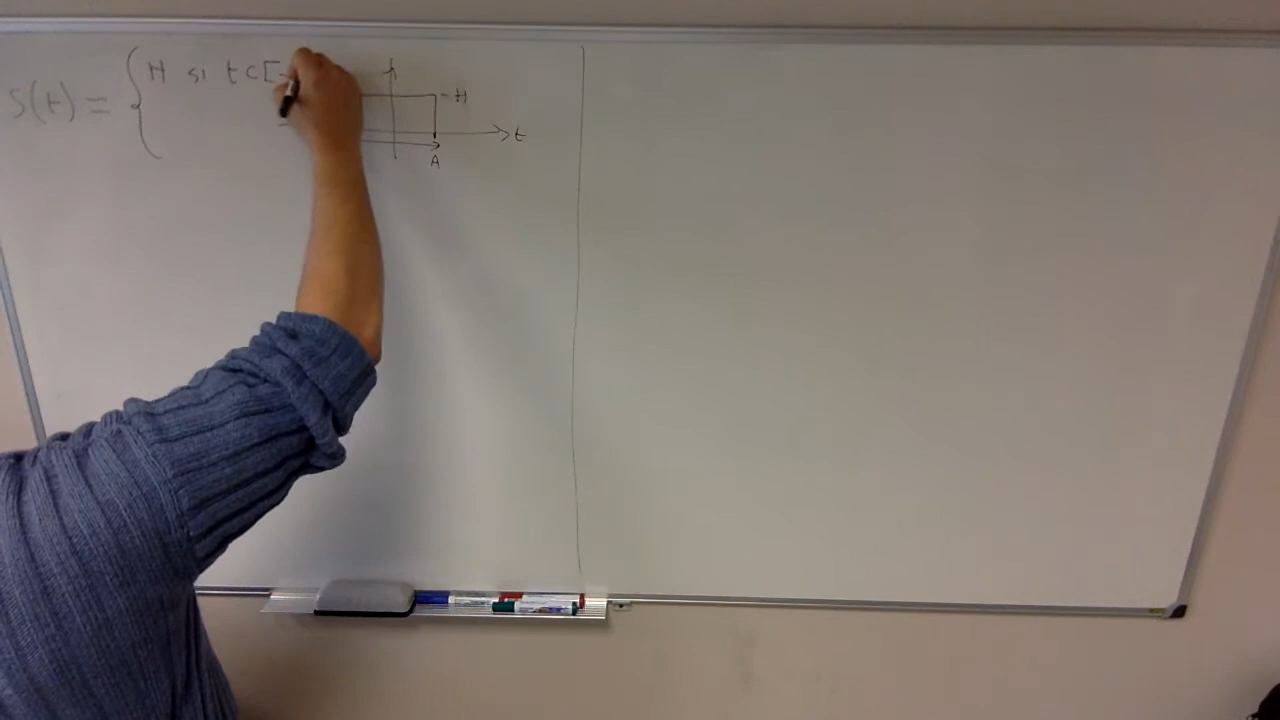 S(t) = { H si t ∈ [-
H
t
A